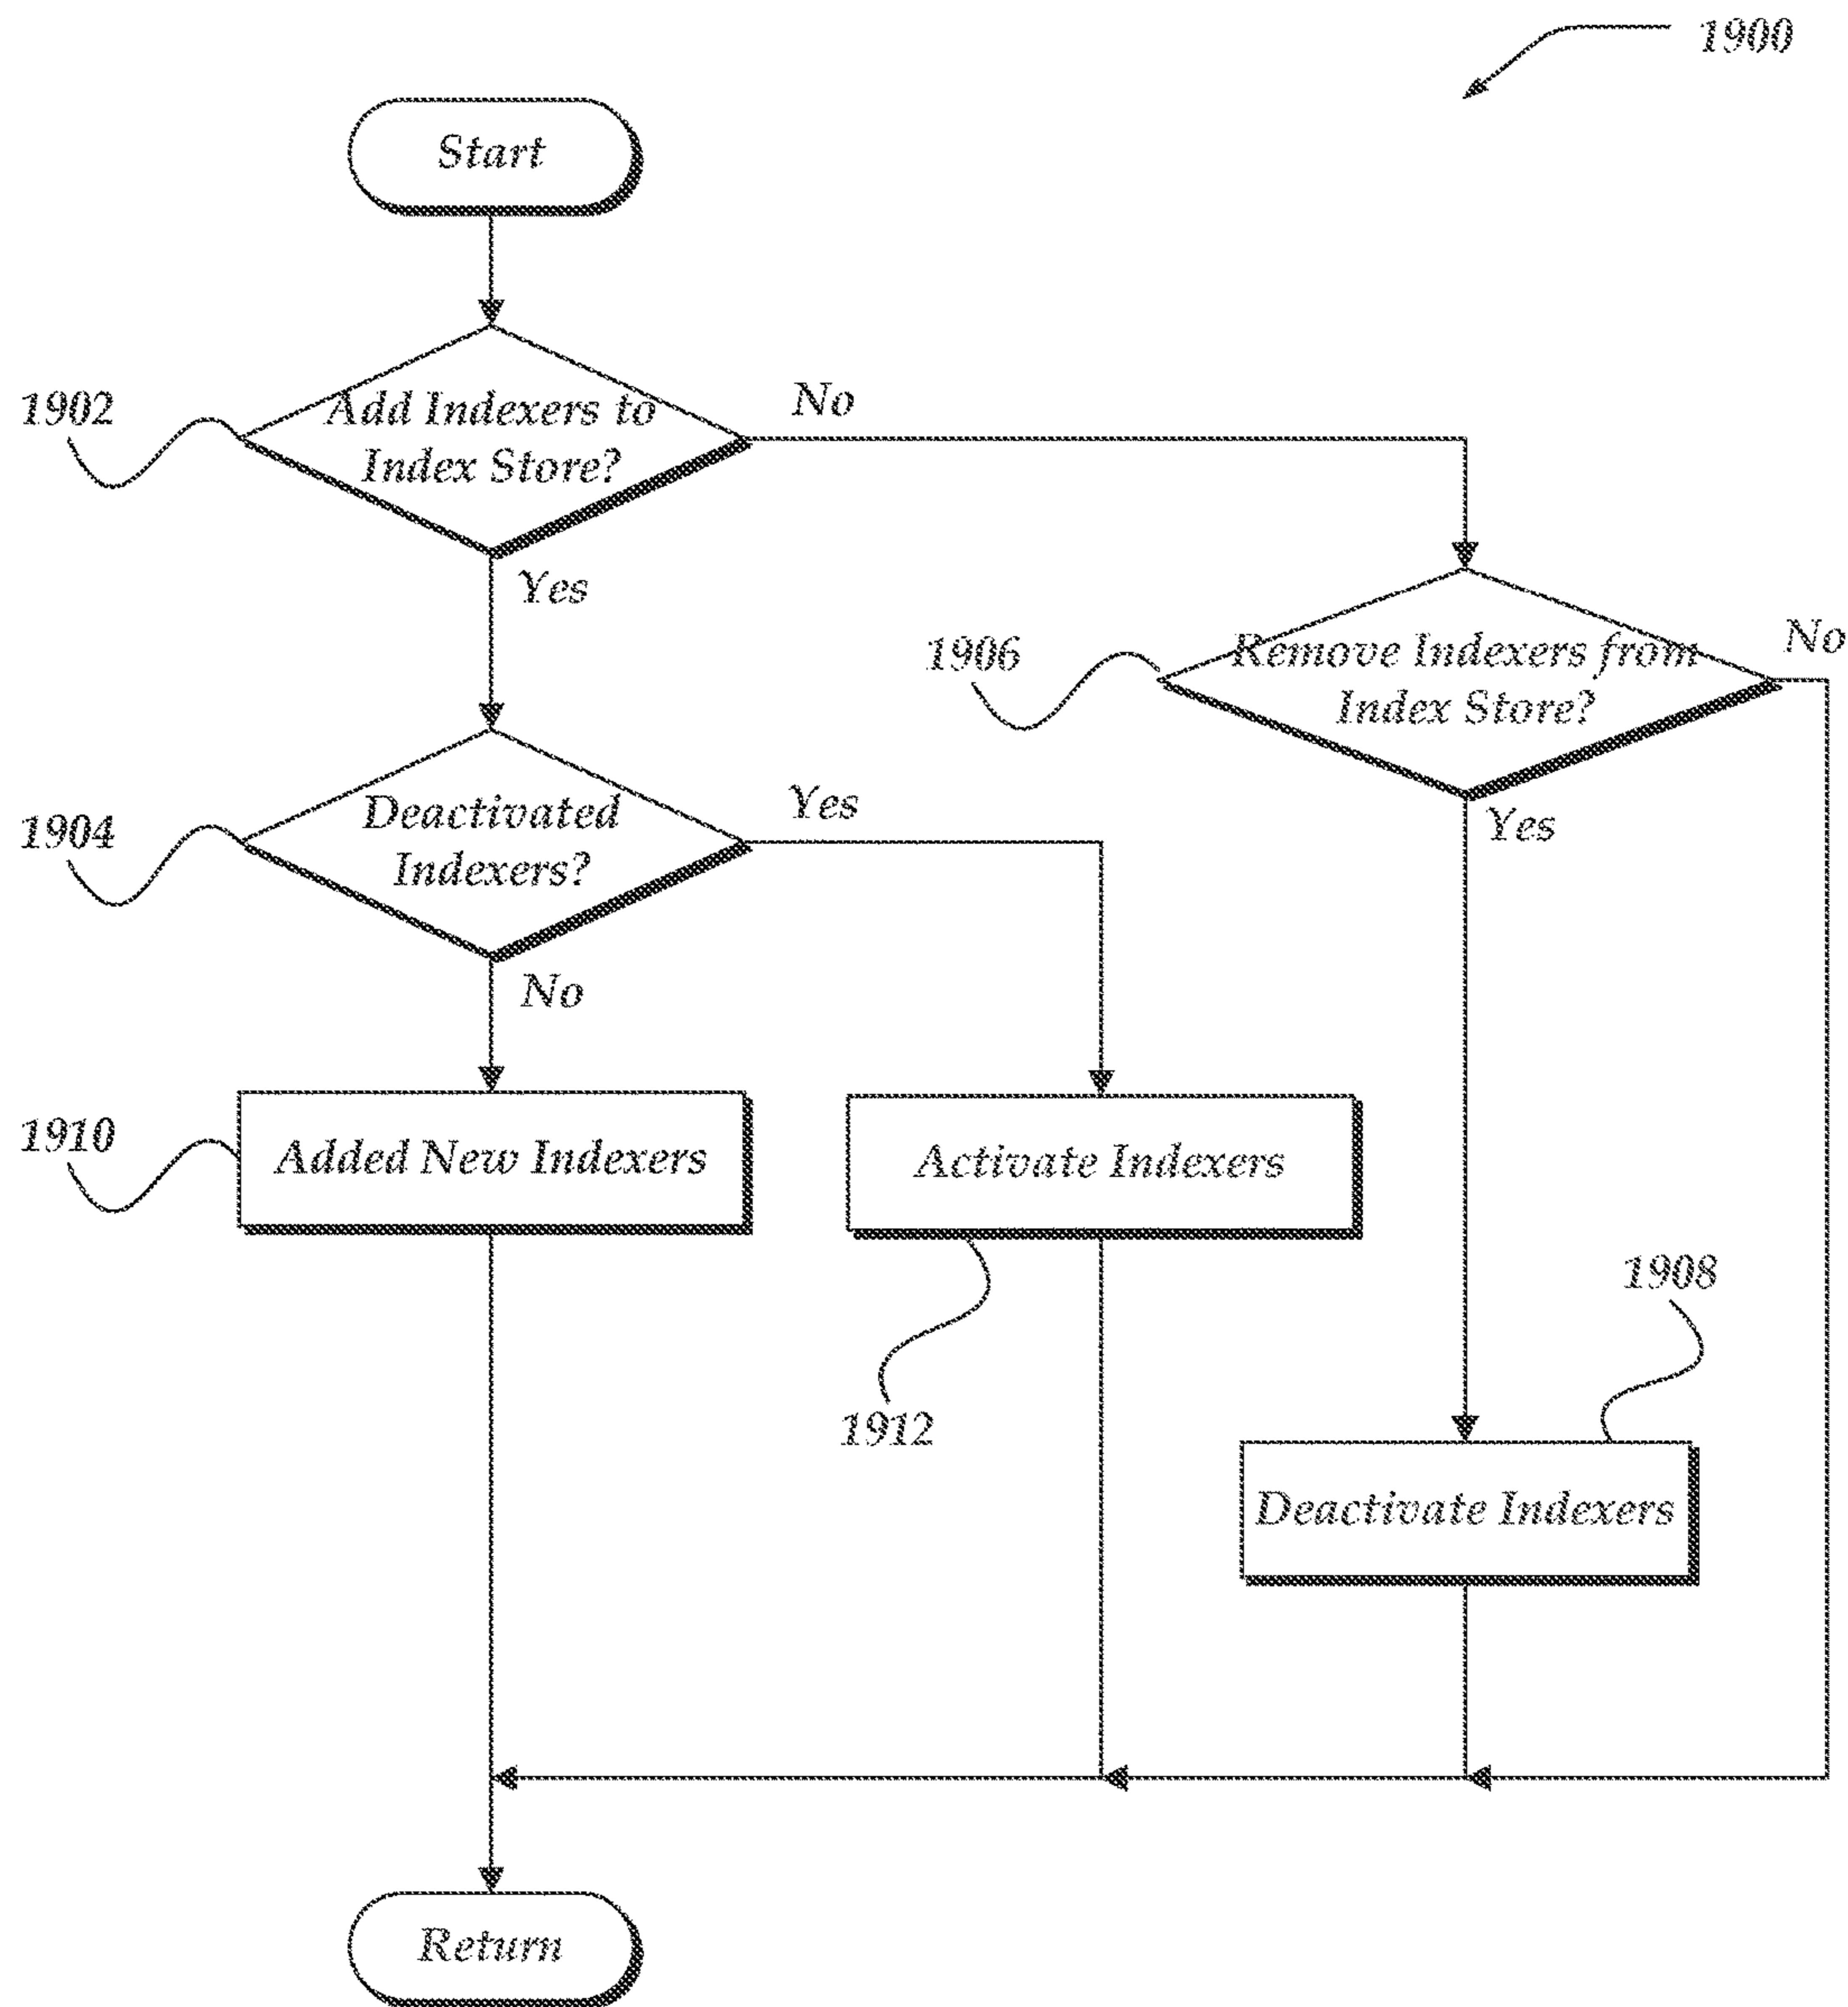 1900
Start
1902
Add Indexers to
Index Store?
No
Yes
1906
Remove Indexers from
Index Store?
No
Yes
1904
Deactivated
Indexers?
Yes
No
1910
Added New Indexers
Activate Indexers
1912
1908
Deactivate Indexers
Return